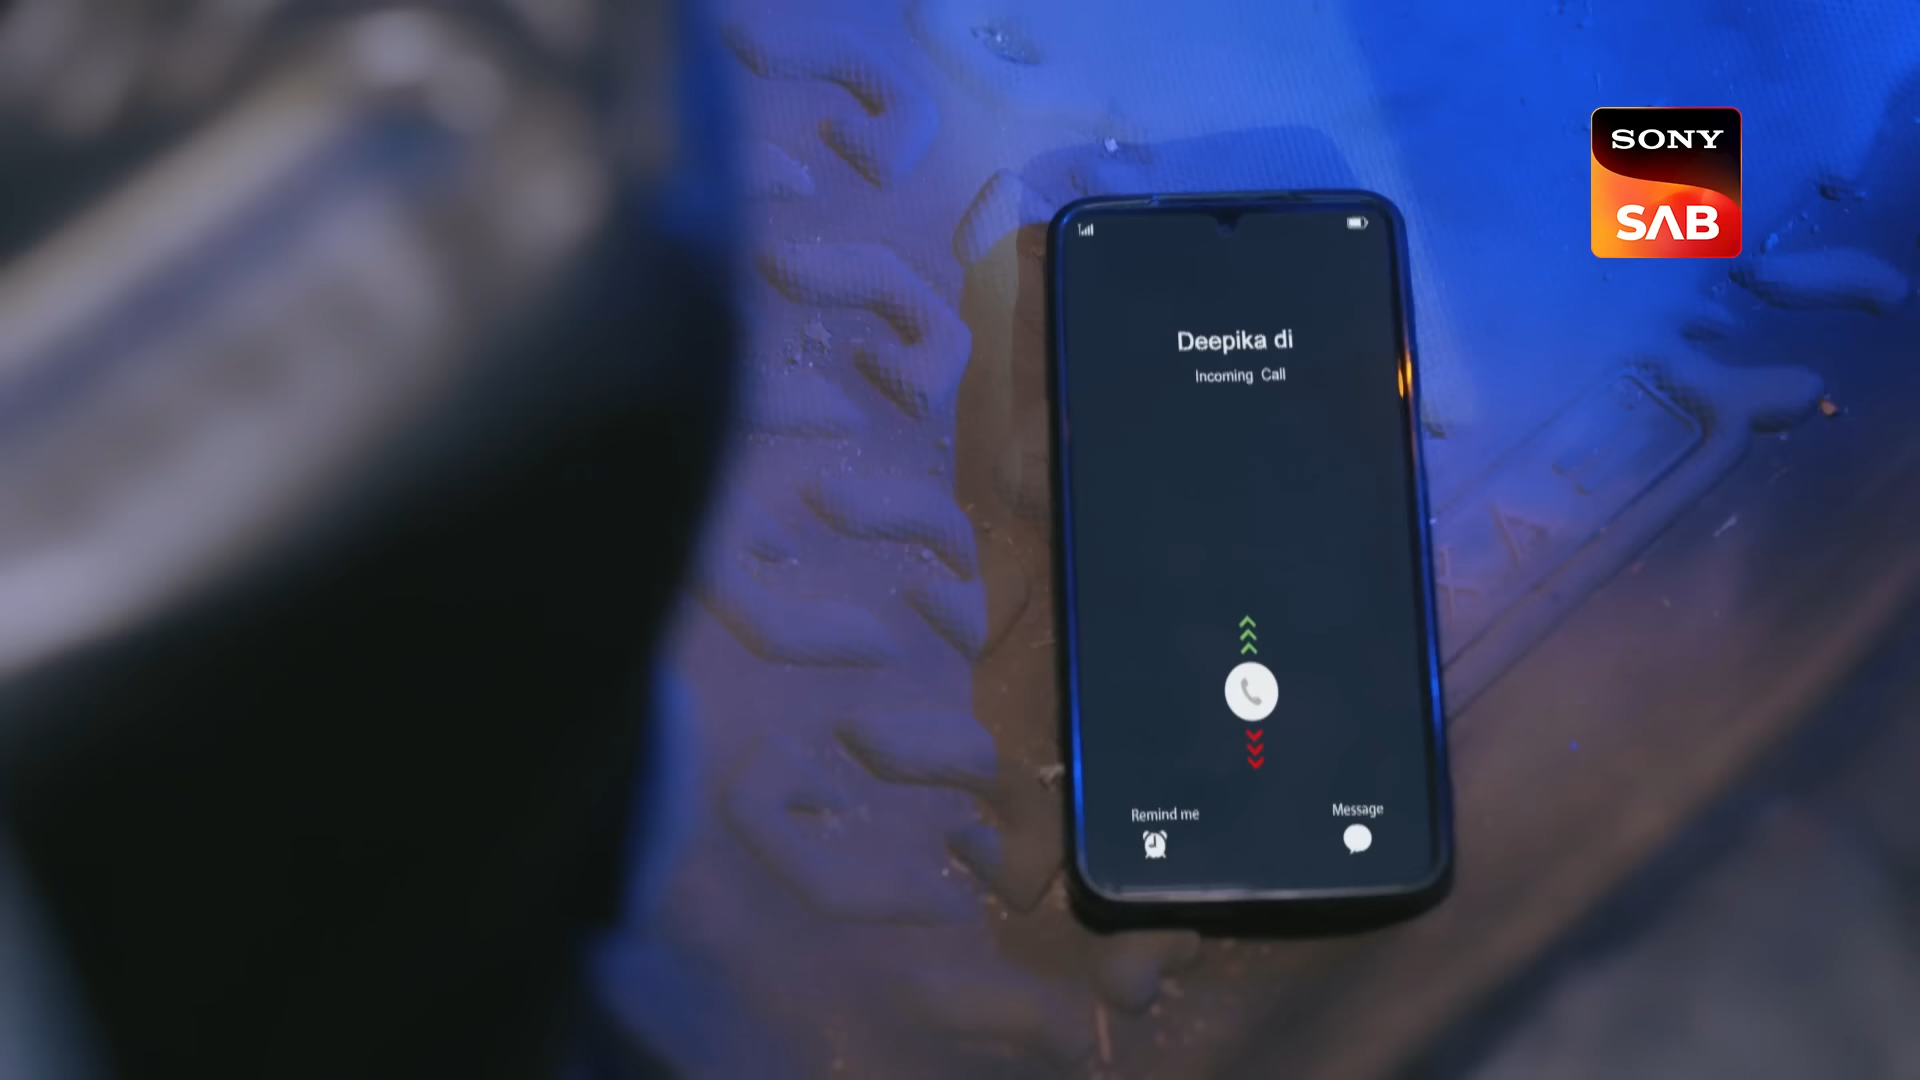 SONY
SAB
Deepika di
Incoming Call
Remind me
Message